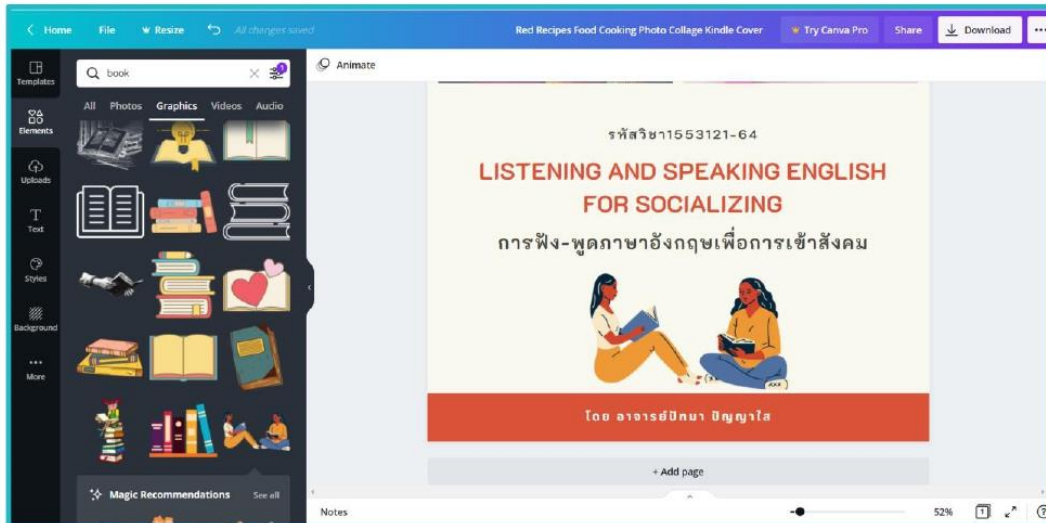 Home File Resize All changes saved Red Recipes Food Cooking Photo Collage Kindle Cover Try Canva Pro Share Download
Templates
Elements
Uploads
Text
Styles
Background
More
book
1
All Photos Graphics Videos Audio
Magic Recommendations See all
Animate
รหัสวิชา1553121-64
LISTENING AND SPEAKING ENGLISH
FOR SOCIALIZING
การฟัง-พูดภาษาอังกฤษเพื่อการเข้าสังคม
โดย อาจารย์ปัทมา ปัญญาใส
+ Add page
Notes 52% 1